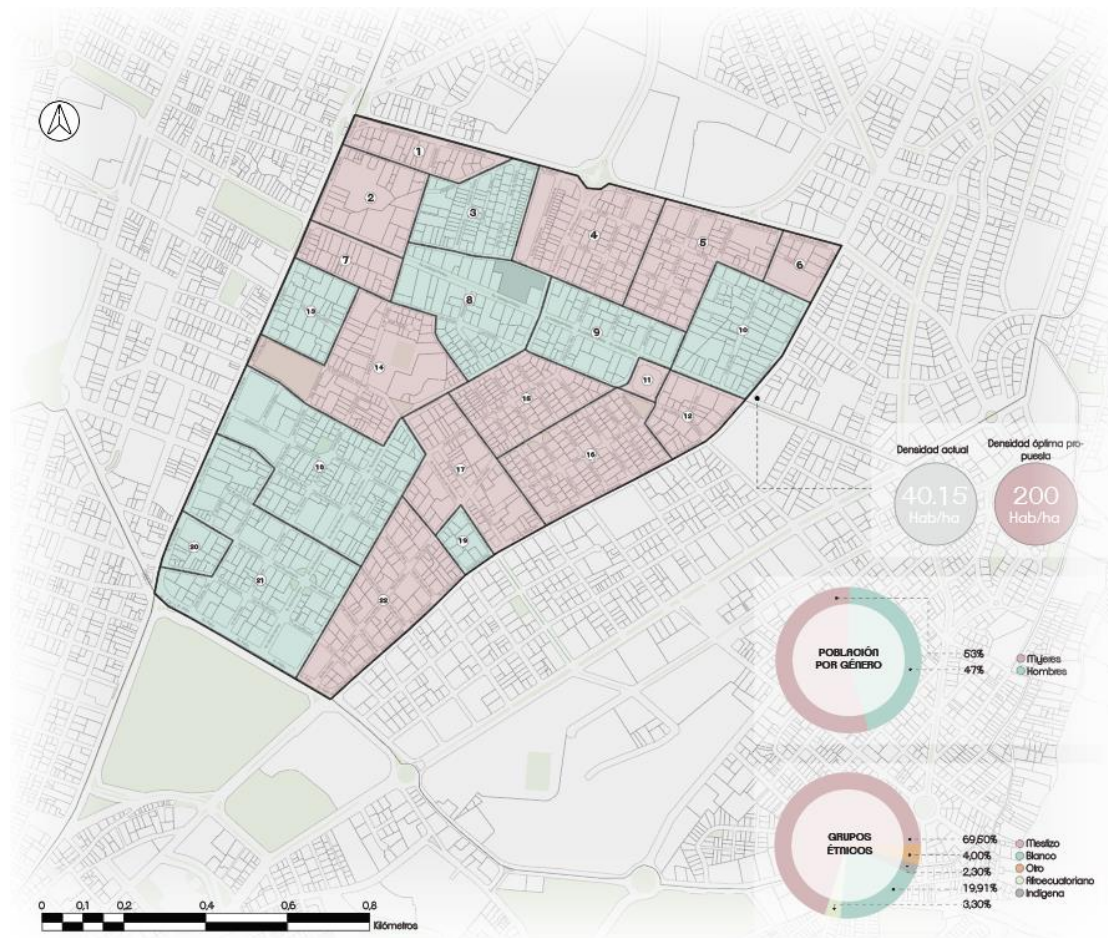 1
2
3
4
5
6
7
8
9
10
11
12
13
14
15
16
17
18
19
20
21
22
Densidad actual
40.15
Hab/ha
Densidad óptima pro-
puesta
200
Hab/ha
POBLACIÓN
POR GÉNERO
53%
47%
Mujeres
Hombres
GRUPOS
ÉTNICOS
69,50%
4,00%
2,30%
19,91%
3,30%
Mestizo
Blanco
Otro
Afroecuatoriano
Indígena
0 0,1 0,2 0,4 0,6 0,8
Kilómetros